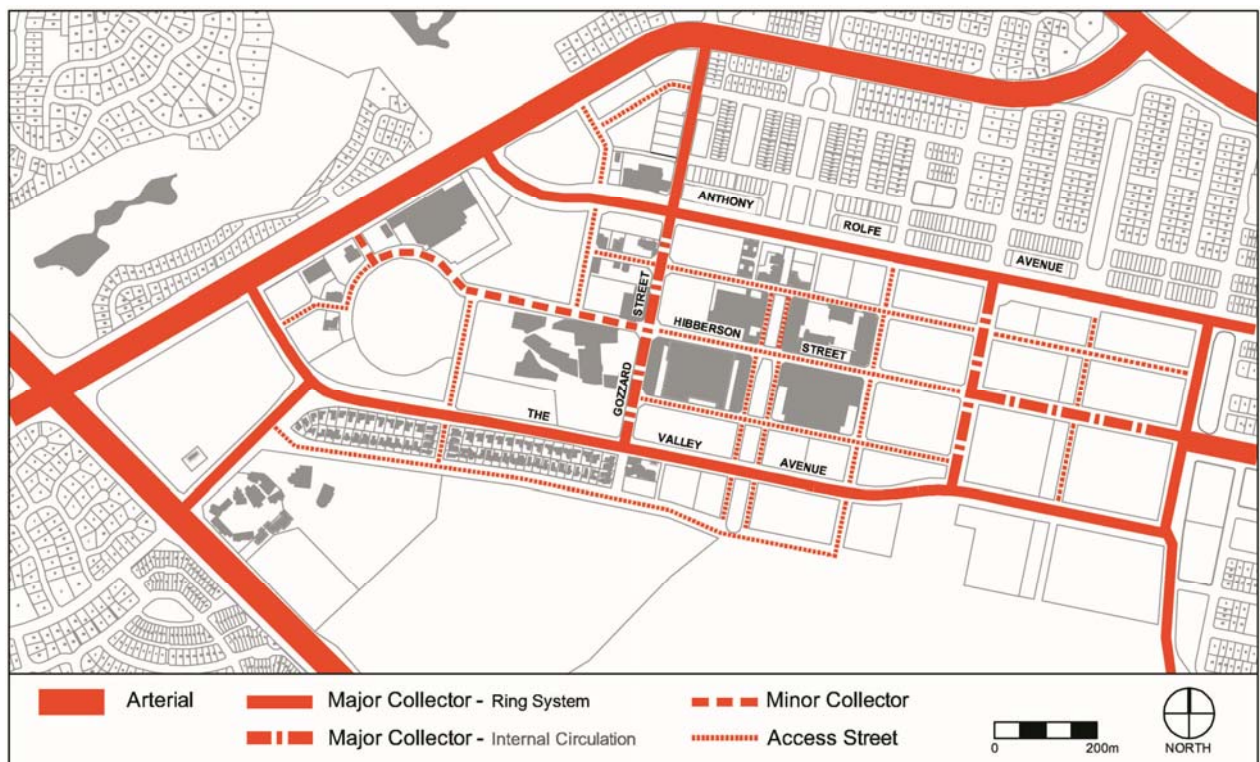 ANTHONY
ROLFE
AVENUE
STREET
HIBBERSON
STREET
GOZZARD
THE
VALLEY
AVENUE
Arterial
Major Collector - Ring System
Minor Collector
Major Collector - Internal Circulation
Access Street
0 200m
NORTH